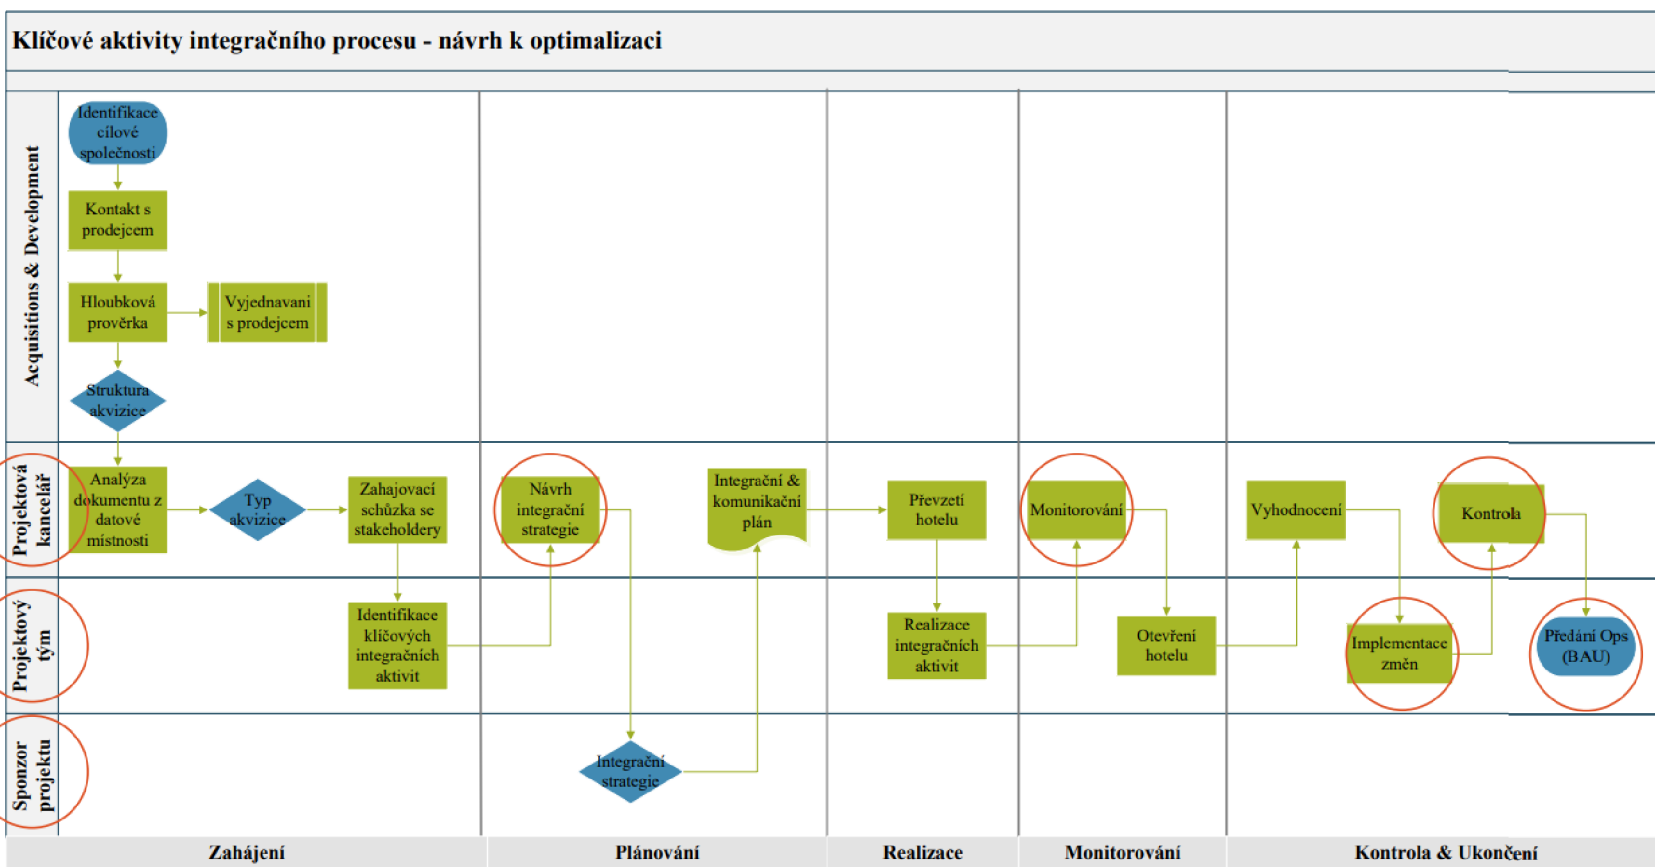 Klíčové aktivity integračního procesu - návrh k optimalizaci
Acquisitions & Development
Identifikace
cílové
společnosti
Kontakt s
prodejcem
Hloubková
prověrka
Vyjednavani
s prodejcem
Struktura
akvizice
Projektová
kancelář
Analýza
dokumentu z
datové
místnosti
Typ
akvizice
Zahajovací
schůzka se
stakeholdery
Návrh
integrační
strategie
Integrační &
komunikační
plán
Převzetí
hotelu
Monitorování
Vyhodnocení
Kontrola
Projektový
tým
Identifikace
klíčových
integračních
aktivit
Realizace
integračních
aktivit
Otevření
hotelu
Implementace
změn
Předání Ops
(BAU)
Sponzor
projektu
Integrační
strategie
Zahájení
Plánování
Realizace
Monitorování
Kontrola & Ukončení